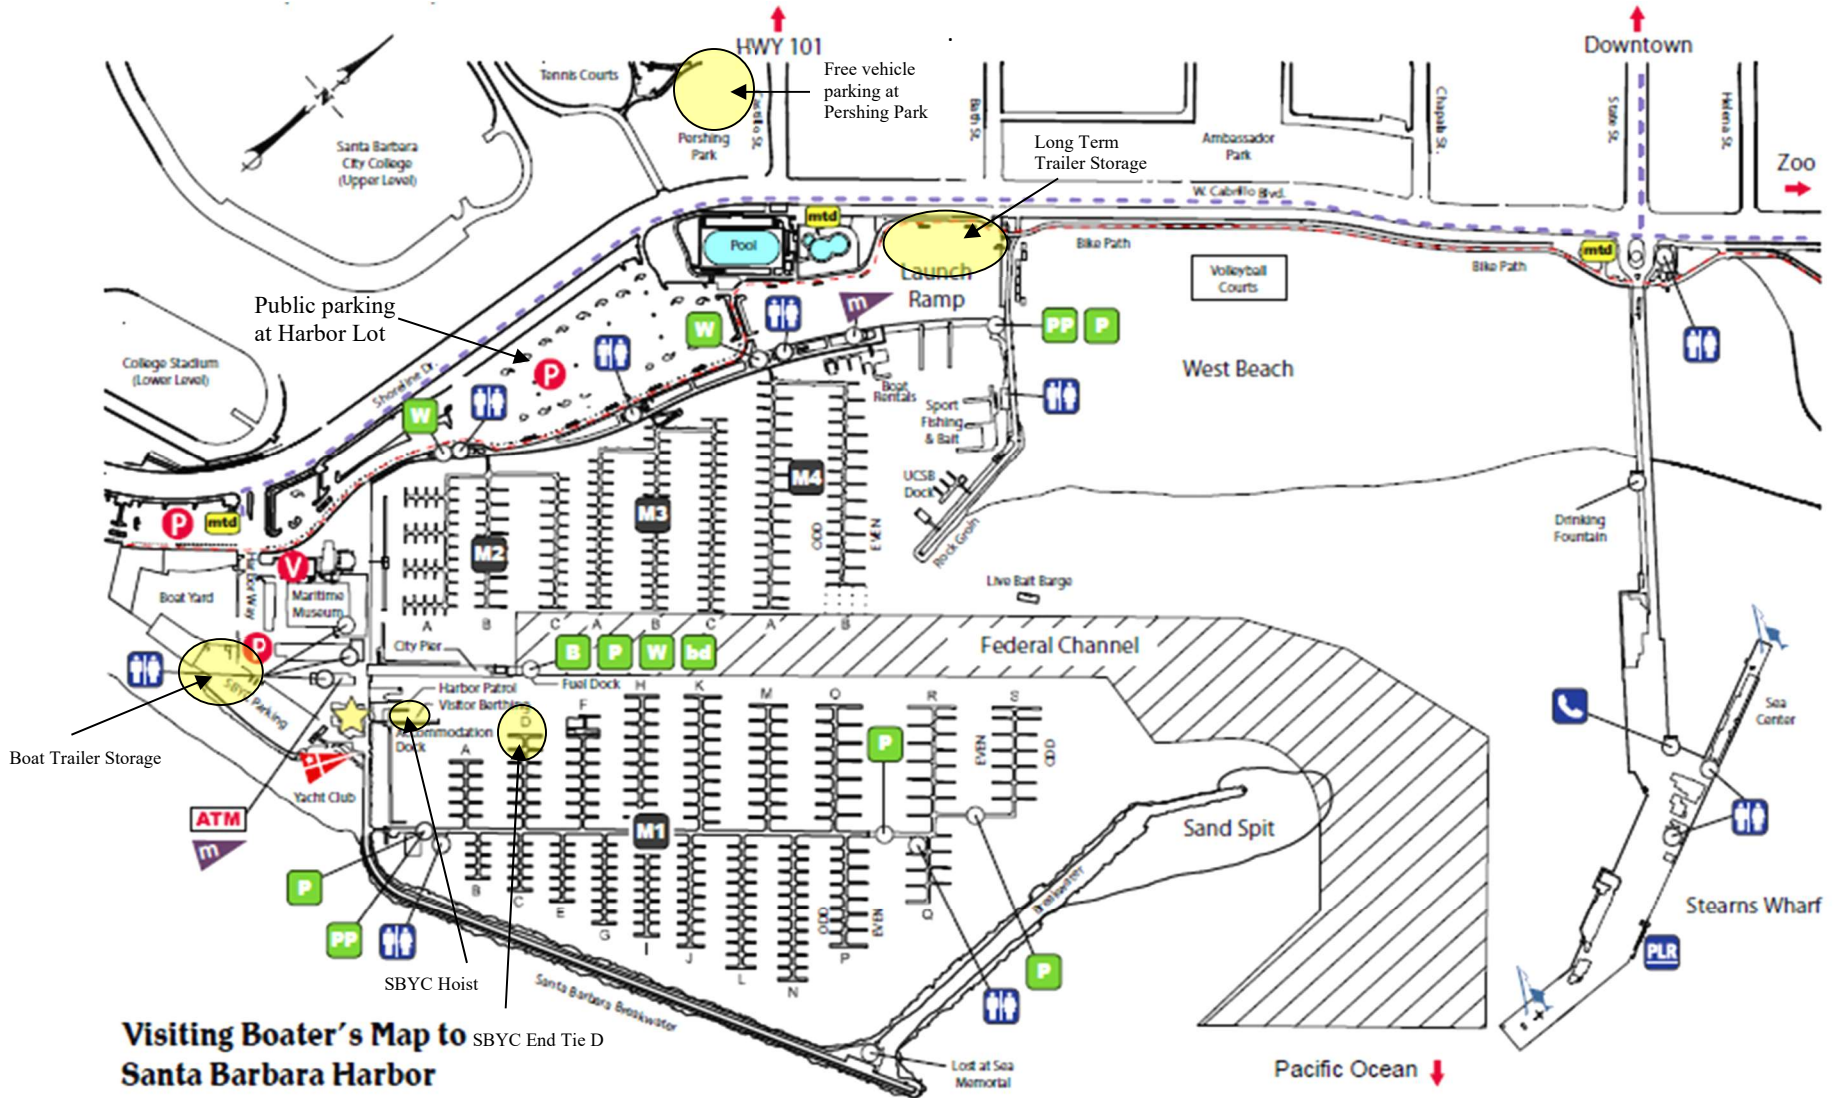 HWY 101
Downtown
Free vehicle
parking at
Pershing Park
Tennis Courts
Castillo St.
Bath St.
Chapala St.
State St.
Helena St.
N
Santa Barbara
City College
(Upper Level)
Pershing
Park
Long Term
Trailer Storage
Ambassador
Park
Zoo
W. Cabrillo Blvd.
mtd
Pool
Bike Path
mtd
Bike Path
Volleyball
Courts
Launch
Ramp
Public parking
at Harbor Lot
W
m
PP
P
College Stadium
(Lower Level)
Shoreline Dr.
P
West Beach
Boat
Rentals
Sport
Fishing
& Bait
W
UCSB
Dock
M4
M3
M2
ODD
EVEN
Rock Groin
Drinking
Fountain
P
mtd
V
Harbor Way
Boat Yard
Maritime
Museum
Live Bait Barge
A
B
C
A
B
C
A
B
City Pier
B
P
W
bd
Federal Channel
P
Fuel Dock
SBYC Parking
Harbor Patrol
Visitor Berthing
Accommodation
Dock
A
D
F
H
K
M
O
R
S
EVEN
ODD
P
Sea
Center
Boat Trailer Storage
Yacht Club
ATM
m
M1
Sand Spit
Breakwater
P
PP
B
C
E
G
I
J
L
N
ODD
EVEN
P
Q
P
Stearns Wharf
PLR
SBYC Hoist
Santa Barbara Breakwater
Visiting Boater's Map to
Santa Barbara Harbor
SBYC End Tie D
Lost at Sea
Memorial
Pacific Ocean